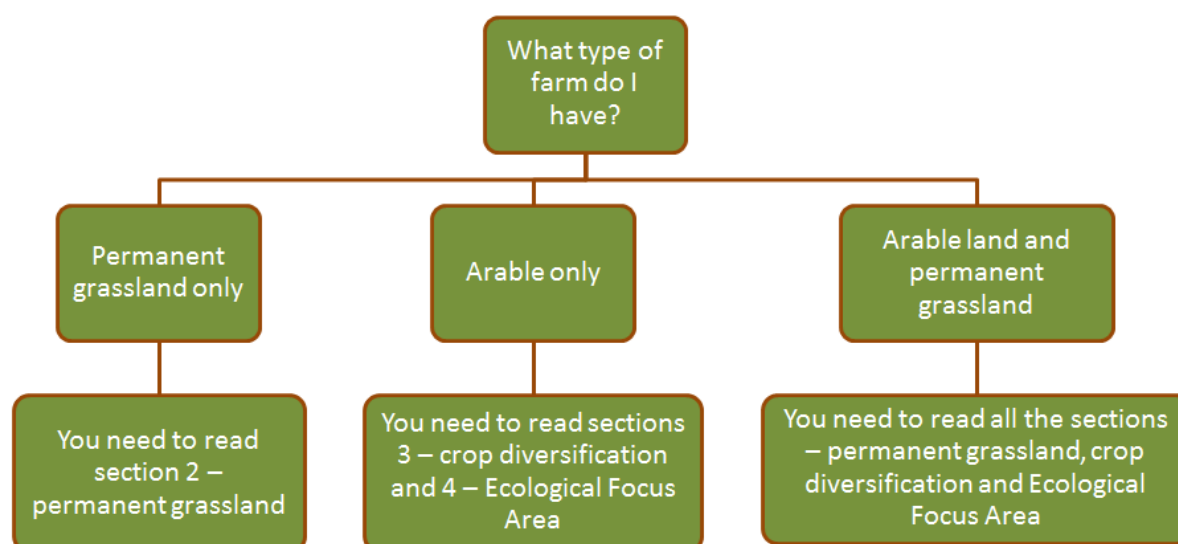 What type of
farm do I
have?
Permanent
grassland only
Arable only
Arable land and
permanent
grassland
You need to read
section 2 –
permanent grassland
You need to read sections
3 – crop diversification
and 4 – Ecological Focus
Area
You need to read all the sections
– permanent grassland, crop
diversification and Ecological
Focus Area